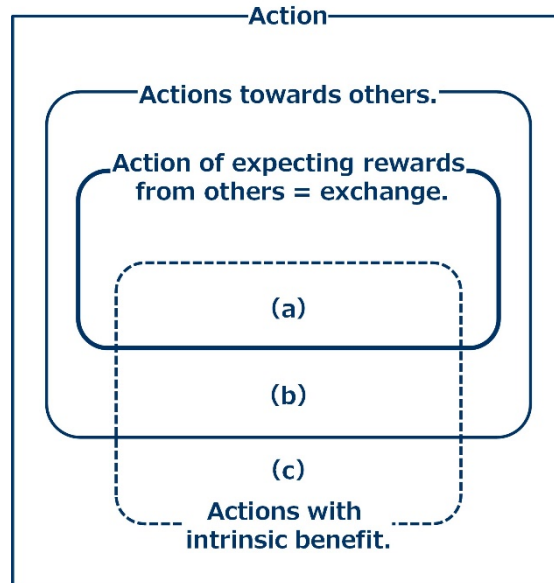 Action
Actions towards others.
Action of expecting rewards
from others = exchange.
(a)
(b)
(c)
Actions with
intrinsic benefit.